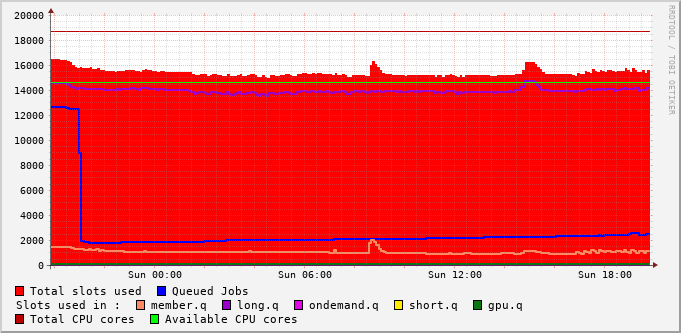 20000
18000
16000
14000
12000
10000
8000
6000
4000
2000
0
Sun 00:00 Sun 06:00 Sun 12:00 Sun 18:00
RRDTOOL / TOBI OETIKER
Total slots used Queued Jobs
Slots used in : member.q long.q ondemand.q short.q gpu.q
Total CPU cores Available CPU cores